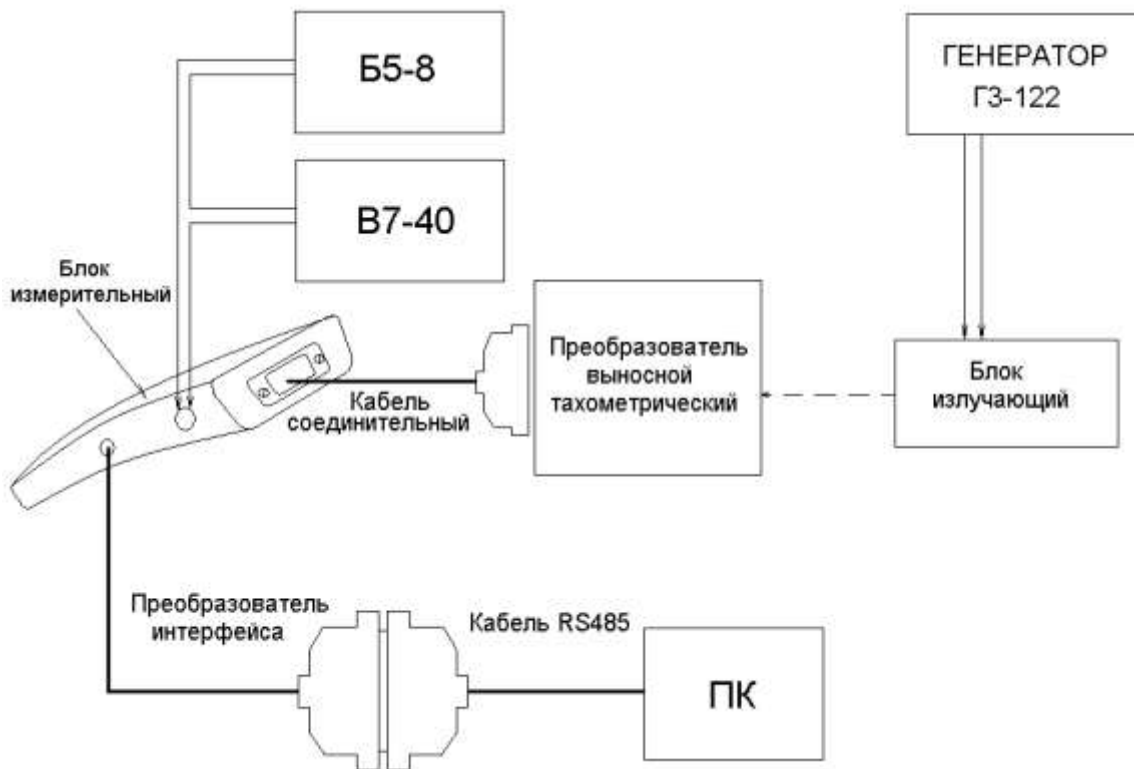 Б5-8
ГЕНЕРАТОР
Г3-122
В7-40
Блок
измерительный
Преобразователь
выносной
тахометрический
Блок
излучающий
Кабель
соединительный
Преобразователь
интерфейса
Кабель RS485
ПК